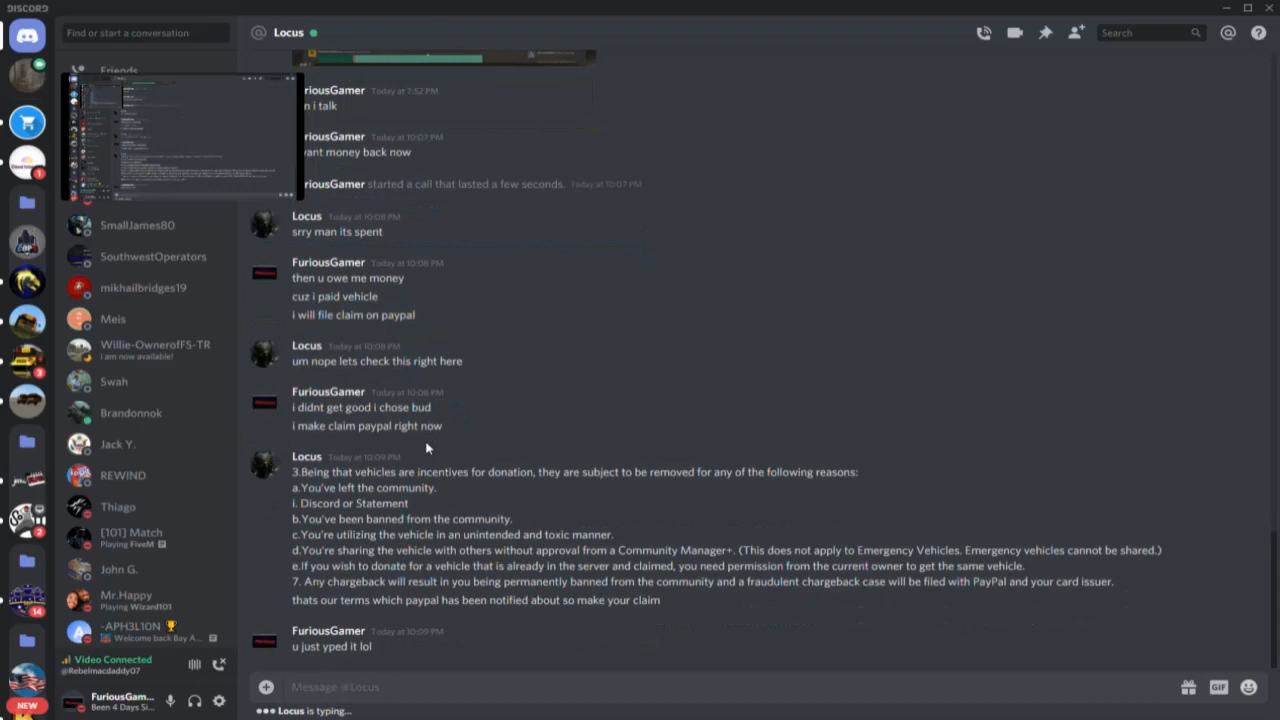 DISCORD
Find or start a conversation
Friends
SmallJames80
SouthwestOperators
mikhailbridges19
Meis
Willie-OwnerofFS-TR
I am now available!
Swah
Brandonnok
Jack Y.
REWIND
Thiago
[101] Match
Playing FiveM
John G.
Mr.Happy
Playing Wizard101
-APH3L10N 🏆
Welcome back Bay A...
Video Connected
@Rebelmacdaddy07
FuriousGam...
Been 4 Days Si...
1
3
2
14
NEW
@ Locus
Search
riousGamer Today at 7:52 PM
n i talk
riousGamer Today at 10:07 PM
vant money back now
riousGamer started a call that lasted a few seconds. Today at 10:07 PM
Locus Today at 10:08 PM
srry man its spent
FuriousGamer Today at 10:08 PM
then u owe me money
cuz i paid vehicle
i will file claim on paypal
Locus Today at 10:08 PM
um nope lets check this right here
FuriousGamer Today at 10:08 PM
i didnt get good i chose bud
i make claim paypal right now
Locus Today at 10:09 PM
3.Being that vehicles are incentives for donation, they are subject to be removed for any of the following reasons:
a.You've left the community.
i. Discord or Statement
b.You've been banned from the community.
c.You're utilizing the vehicle in an unintended and toxic manner.
d.You're sharing the vehicle with others without approval from a Community Manager+. (This does not apply to Emergency Vehicles. Emergency vehicles cannot be shared.)
e.If you wish to donate for a vehicle that is already in the server and claimed, you need permission from the current owner to get the same vehicle.
7. Any chargeback will result in you being permanently banned from the community and a fraudulent chargeback case will be filed with PayPal and your card issuer.
thats our terms which paypal has been notified about so make your claim
FuriousGamer Today at 10:09 PM
u just yped it lol
Message @Locus
GIF
Locus is typing...